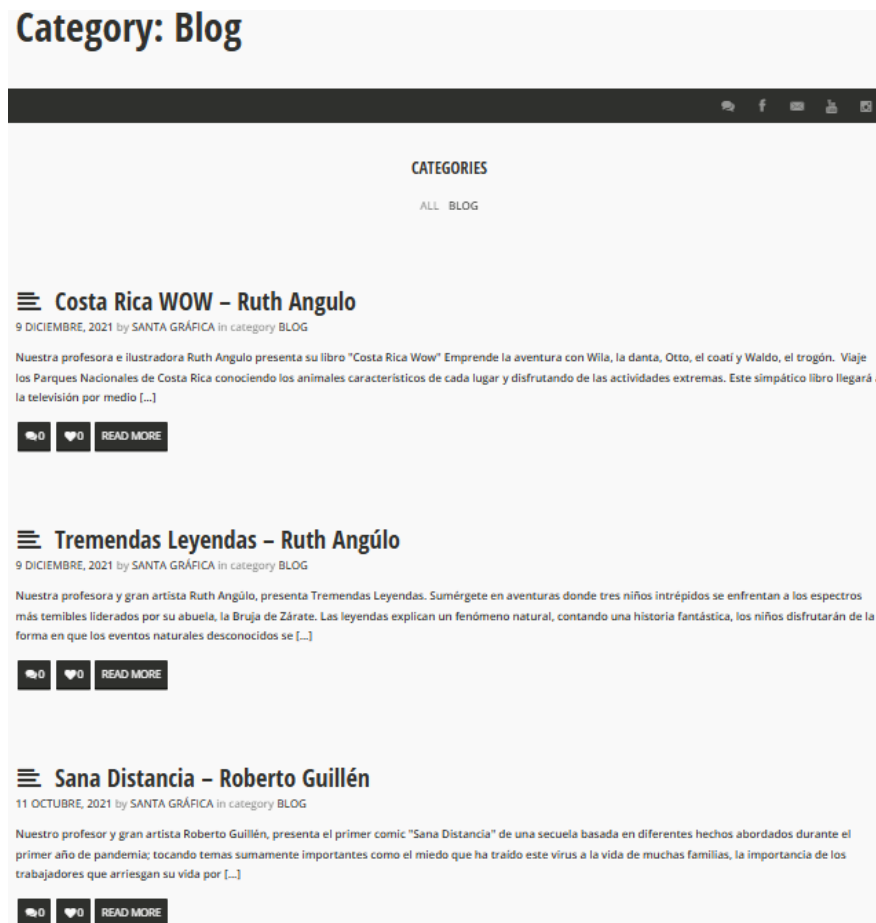 Category: Blog
CATEGORIES
ALL BLOG
Costa Rica WOW – Ruth Angulo
9 DICIEMBRE, 2021 by SANTA GRÁFICA in category BLOG
Nuestra profesora e ilustradora Ruth Angulo presenta su libro "Costa Rica Wow" Emprende la aventura con Wila, la danta, Otto, el coatí y Waldo, el trogón. Viaje
los Parques Nacionales de Costa Rica conociendo los animales característicos de cada lugar y disfrutando de las actividades extremas. Este simpático libro llegará
la televisión por medio [...]
0 0 READ MORE
Tremendas Leyendas – Ruth Angúlo
9 DICIEMBRE, 2021 by SANTA GRÁFICA in category BLOG
Nuestra profesora y gran artista Ruth Angúlo, presenta Tremendas Leyendas. Sumérgete en aventuras donde tres niños intrépidos se enfrentan a los espectros
más temibles liderados por su abuela, la Bruja de Zárate. Las leyendas explican un fenómeno natural, contando una historia fantástica, los niños disfrutarán de la
forma en que los eventos naturales desconocidos se [...]
0 0 READ MORE
Sana Distancia – Roberto Guillén
11 OCTUBRE, 2021 by SANTA GRÁFICA in category BLOG
Nuestro profesor y gran artista Roberto Guillén, presenta el primer comic "Sana Distancia" de una secuela basada en diferentes hechos abordados durante el
primer año de pandemia; tocando temas sumamente importantes como el miedo que ha traído este virus a la vida de muchas familias, la importancia de los
trabajadores que arriesgan su vida por [...]
0 0 READ MORE